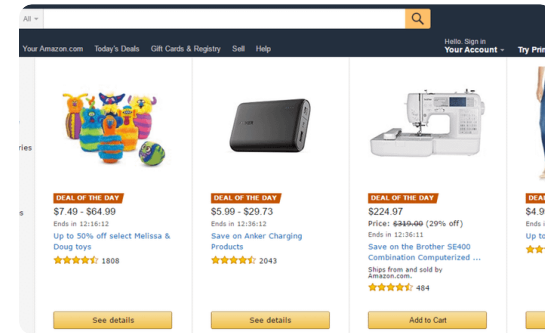 All
Hello. Sign in
Your Amazon.com Today's Deals Gift Cards & Registry Sell Help Your Account Try Prin
ries
s
DEAL OF THE DAY
$7.49 - $64.99
Ends in 12:16:12
Up to 50% off select Melissa &
Doug toys
1808
See details
DEAL OF THE DAY
$5.99 - $29.73
Ends in 12:36:12
Save on Anker Charging
Products
2043
See details
DEAL OF THE DAY
$224.97
Price: $319.00 (29% off)
Ends in 12:36:11
Save on the Brother SE400
Combination Computerized ...
Ships from and sold by
Amazon.com.
484
Add to Cart
DEA
$4.9
Ends i
Up to